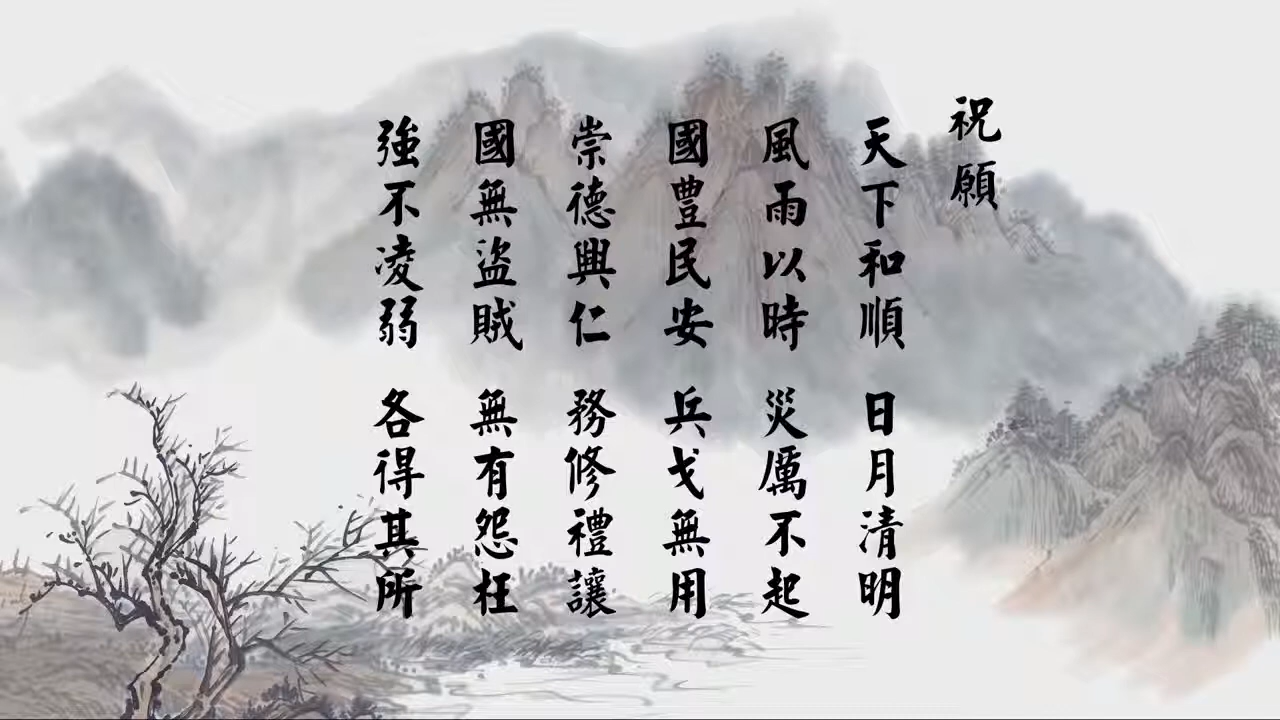 祝願
天下和順 日月清明
風雨以時 災厲不起
國豐民安 兵戈無用
崇德興仁 務修禮讓
國無盜賊 無有怨枉
強不凌弱 各得其所